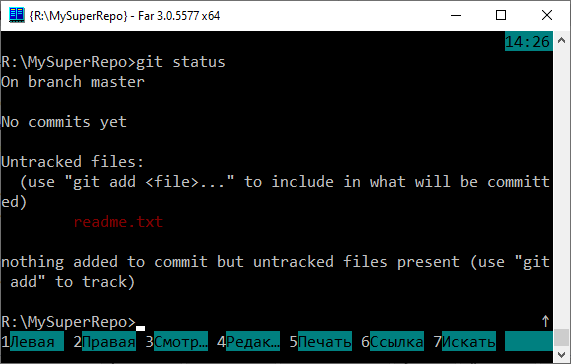 {R:\MySuperRepo} - Far 3.0.5577 x64
14:26
R:\MySuperRepo>git status
On branch master
No commits yet
Untracked files:
  (use "git add <file>..." to include in what will be committ
ed)
        readme.txt
nothing added to commit but untracked files present (use "git
 add" to track)
R:\MySuperRepo>
1Левая 2Правая 3Смотр… 4Редак… 5Печать 6Ссылка 7Искать